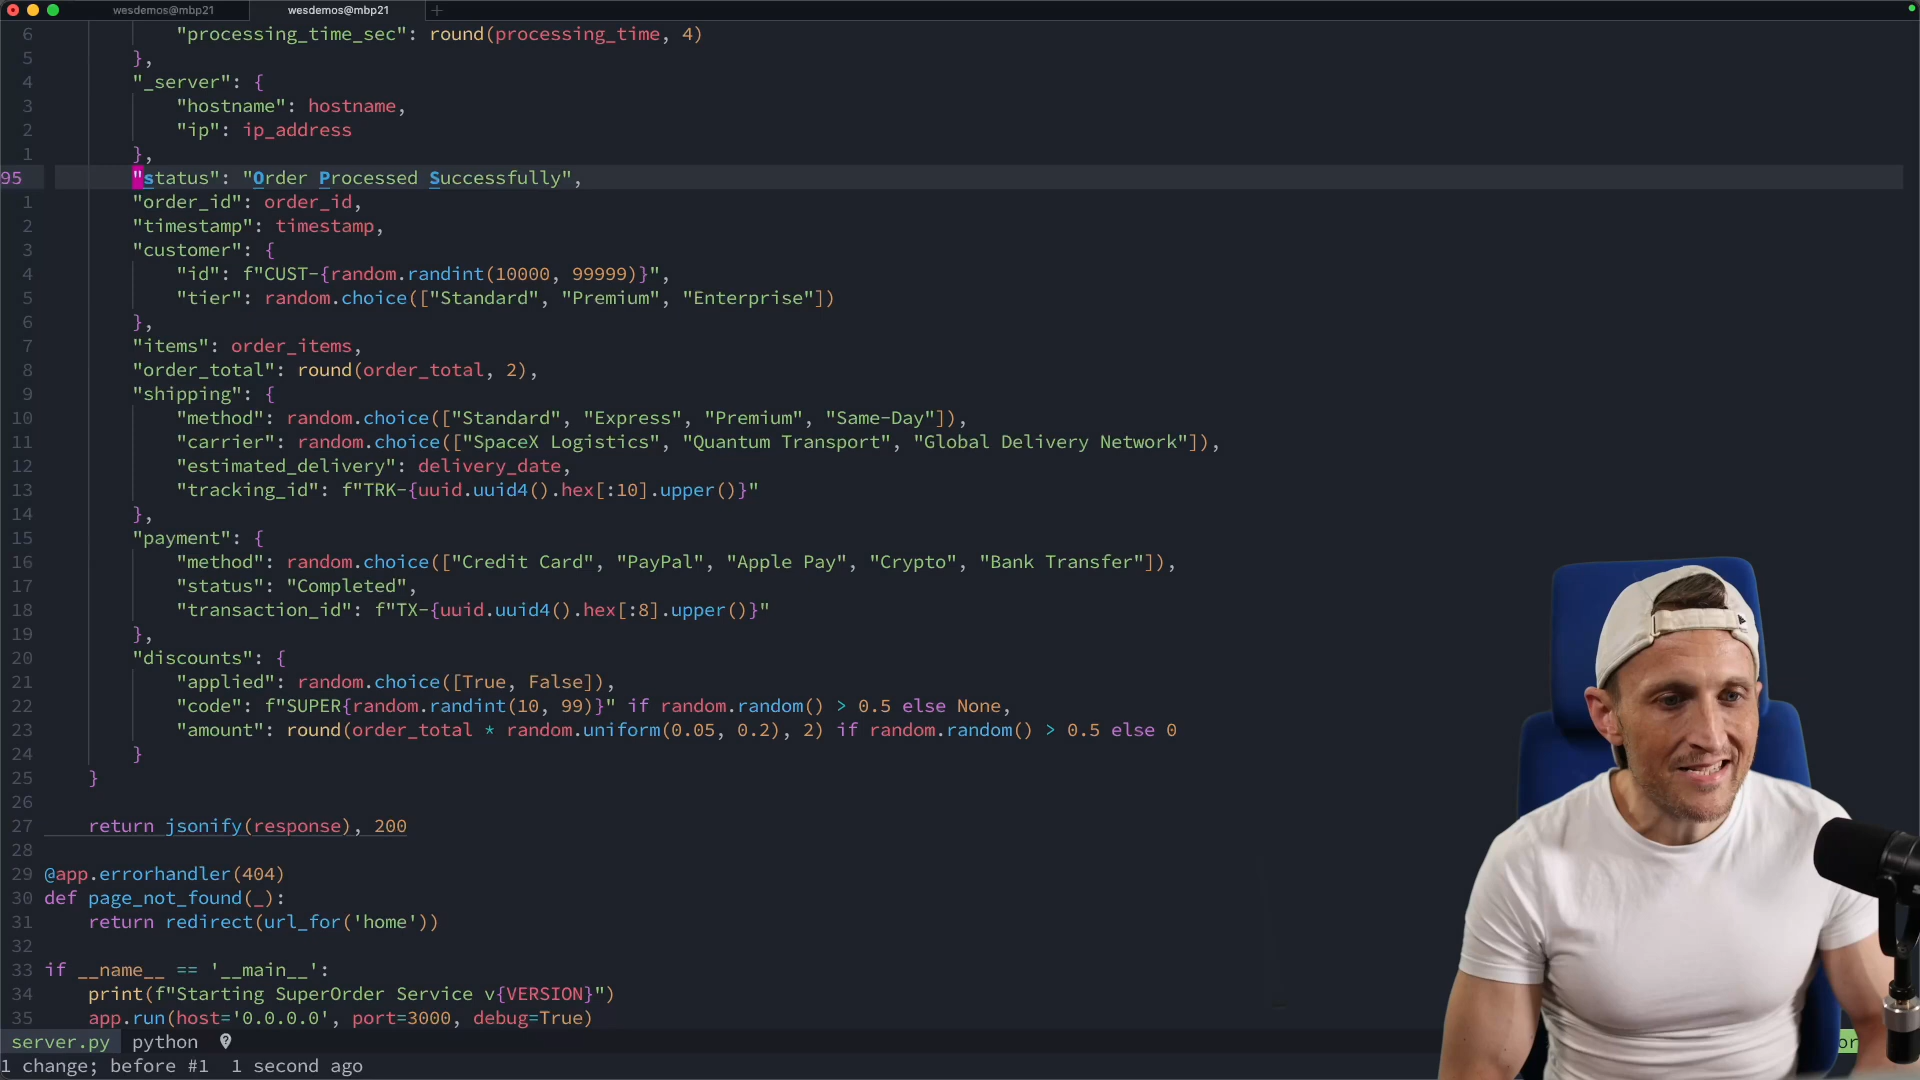 wesdemos@mbp21 wesdemos@mbp21 +
6 "processing_time_sec": round(processing_time, 4)
5 },
4 "_server": {
3 "hostname": hostname,
2 "ip": ip_address
1 },
95 "status": "Order Processed Successfully",
1 "order_id": order_id,
2 "timestamp": timestamp,
3 "customer": {
4 "id": f"CUST-{random.randint(10000, 99999)}",
5 "tier": random.choice(["Standard", "Premium", "Enterprise"])
6 },
7 "items": order_items,
8 "order_total": round(order_total, 2),
9 "shipping": {
10 "method": random.choice(["Standard", "Express", "Premium", "Same-Day"]),
11 "carrier": random.choice(["SpaceX Logistics", "Quantum Transport", "Global Delivery Network"]),
12 "estimated_delivery": delivery_date,
13 "tracking_id": f"TRK-{uuid.uuid4().hex[:10].upper()}"
14 },
15 "payment": {
16 "method": random.choice(["Credit Card", "PayPal", "Apple Pay", "Crypto", "Bank Transfer"]),
17 "status": "Completed",
18 "transaction_id": f"TX-{uuid.uuid4().hex[:8].upper()}"
19 },
20 "discounts": {
21 "applied": random.choice([True, False]),
22 "code": f"SUPER{random.randint(10, 99)}" if random.random() > 0.5 else None,
23 "amount": round(order_total * random.uniform(0.05, 0.2), 2) if random.random() > 0.5 else 0
24 }
25 }
26
27 return jsonify(response), 200
28
29 @app.errorhandler(404)
30 def page_not_found(_):
31 return redirect(url_for('home'))
32
33 if __name__ == '__main__':
34 print(f"Starting SuperOrder Service v{VERSION}")
35 app.run(host='0.0.0.0', port=3000, debug=True)
server.py python
1 change; before #1 1 second ago